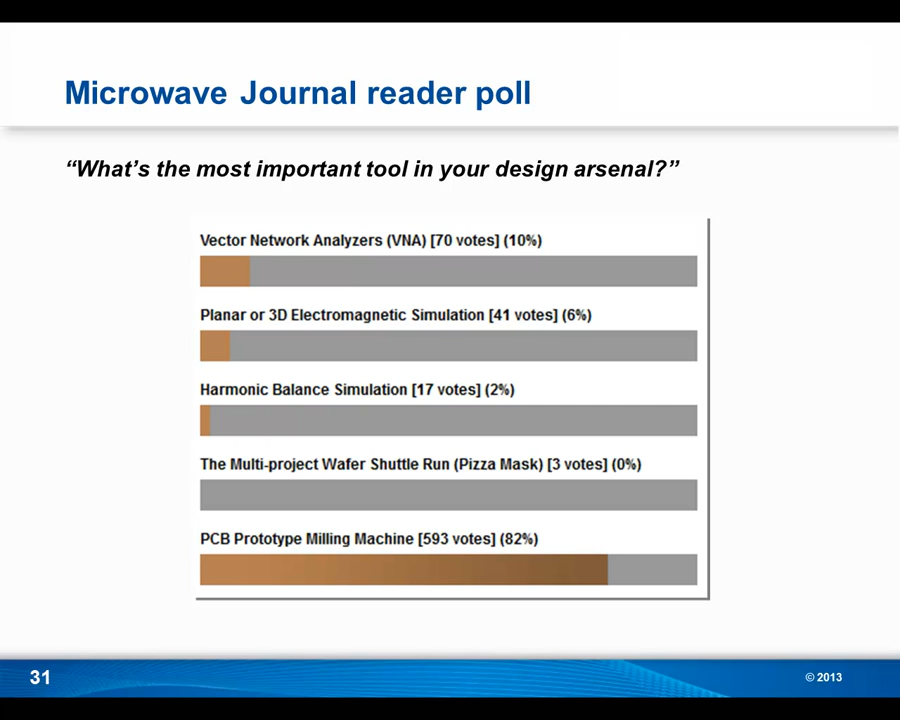 Microwave Journal reader poll
“What’s the most important tool in your design arsenal?”
Vector Network Analyzers (VNA) [70 votes] (10%)
Planar or 3D Electromagnetic Simulation [41 votes] (6%)
Harmonic Balance Simulation [17 votes] (2%)
The Multi-project Wafer Shuttle Run (Pizza Mask) [3 votes] (0%)
PCB Prototype Milling Machine [593 votes] (82%)
31
© 2013